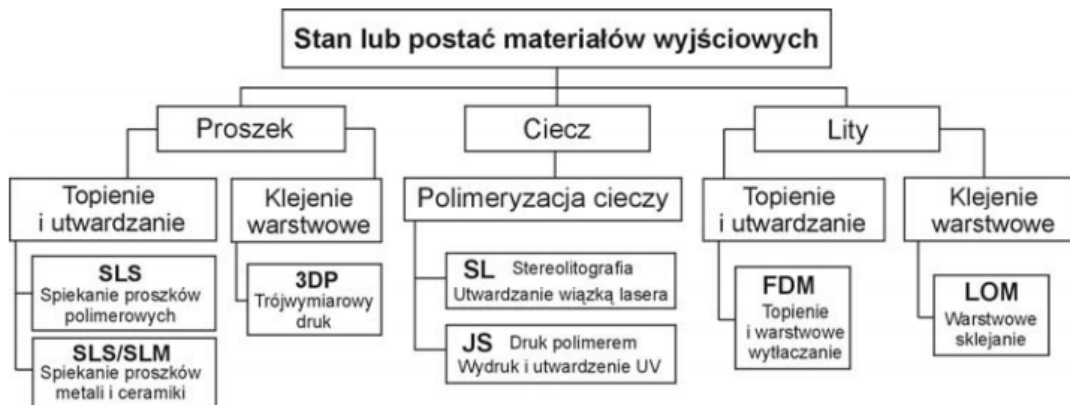 Stan lub postać materiałów wyjściowych
Proszek
Ciecz
Lity
Topienie
i utwardzanie
Klejenie
warstwowe
Polimeryzacja cieczy
Topienie
i utwardzanie
Klejenie
warstwowe
SLS
Spiekanie proszków
polimerowych
SLS/SLM
Spiekanie proszków
metali i ceramiki
3DP
Trójwymiarowy
druk
SL Stereolitografia
Utwardzanie wiązką lasera
JS Druk polimerem
Wydruk i utwardzenie UV
FDM
Topienie
i warstwowe
wytłaczanie
LOM
Warstwowe
sklejanie